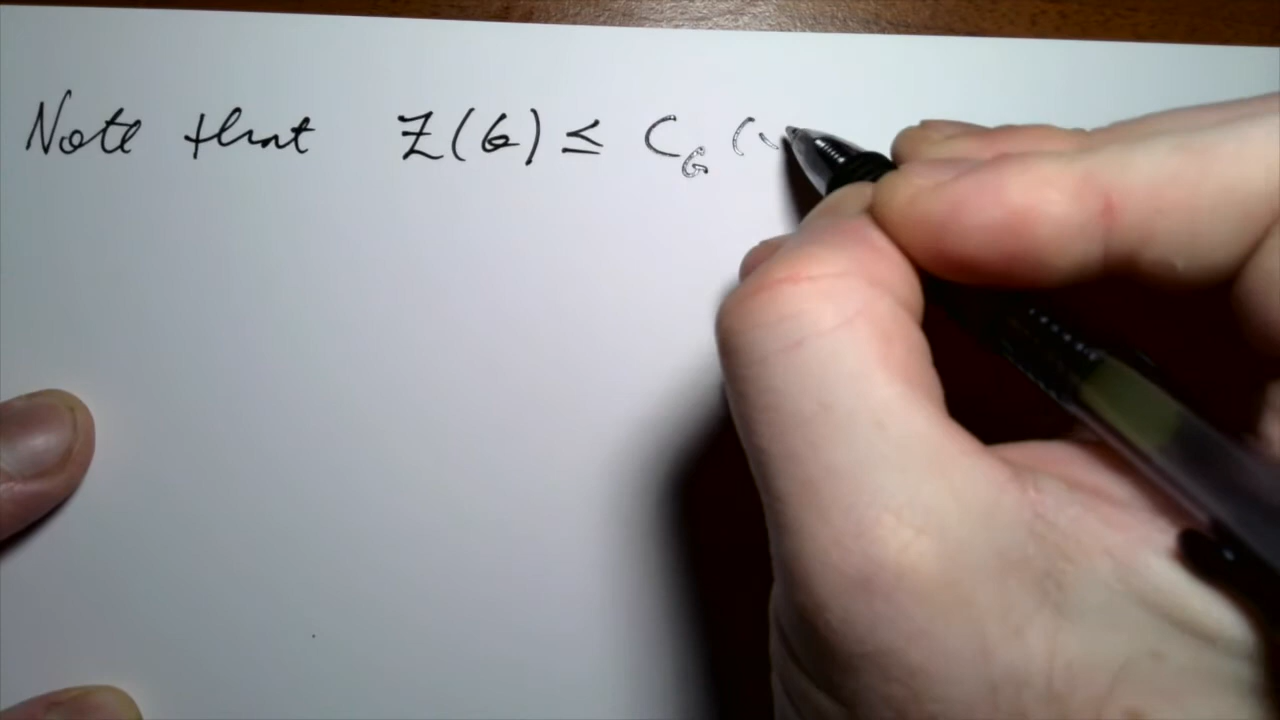 Note that Z(G) ≤ C_G (